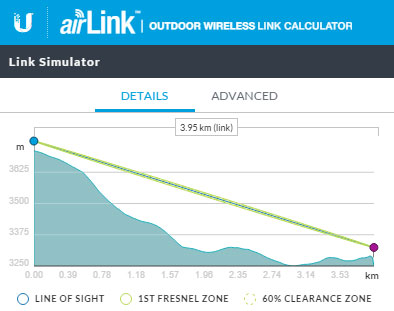 U airLink™ | OUTDOOR WIRELESS LINK CALCULATOR
Link Simulator
DETAILS ADVANCED
3.95 km (link)
m
3825
3500
3375
3250
0.00 0.39 0.78 1.18 1.57 1.96 2.35 2.74 3.14 3.53 km
LINE OF SIGHT 1ST FRESNEL ZONE 60% CLEARANCE ZONE